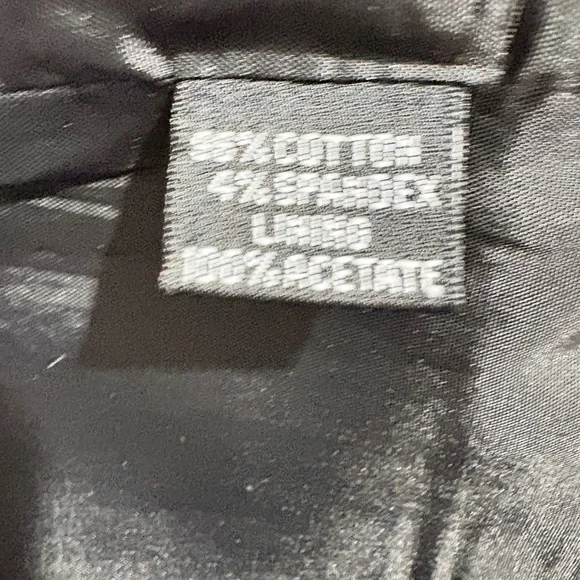 96% COTTON
4% SPANDEX
LINING
100% ACETATE